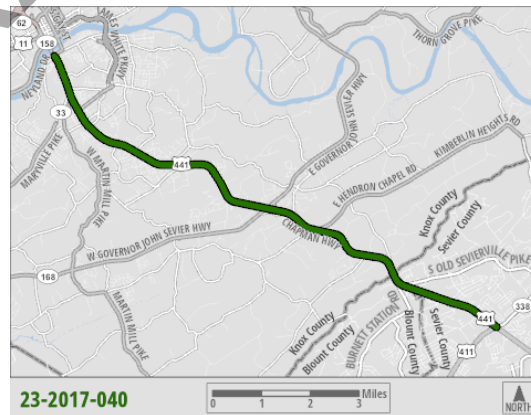 62
11
158
NEYLAND DR
JAMES WHITE PKWY
THORN GROVE PIKE
33
MARYVILLE PIKE
W MARTIN MILL PIKE
441
E GOVERNOR JOHN SEVIER HWY
KIMBERLIN HEIGHTS RD
E HENDRON CHAPEL RD
CHAPMAN HWY
W GOVERNOR JOHN SEVIER HWY
168
MARTIN MILL PIKE
Knox County
Sevier County
S OLD SEVIERVILLE PIKE
Knox County
Blount County
BURNETT STATION RD
Blount County
Sevier County
441
338
411
23-2017-040
0 1 2 3 Miles
NORTH